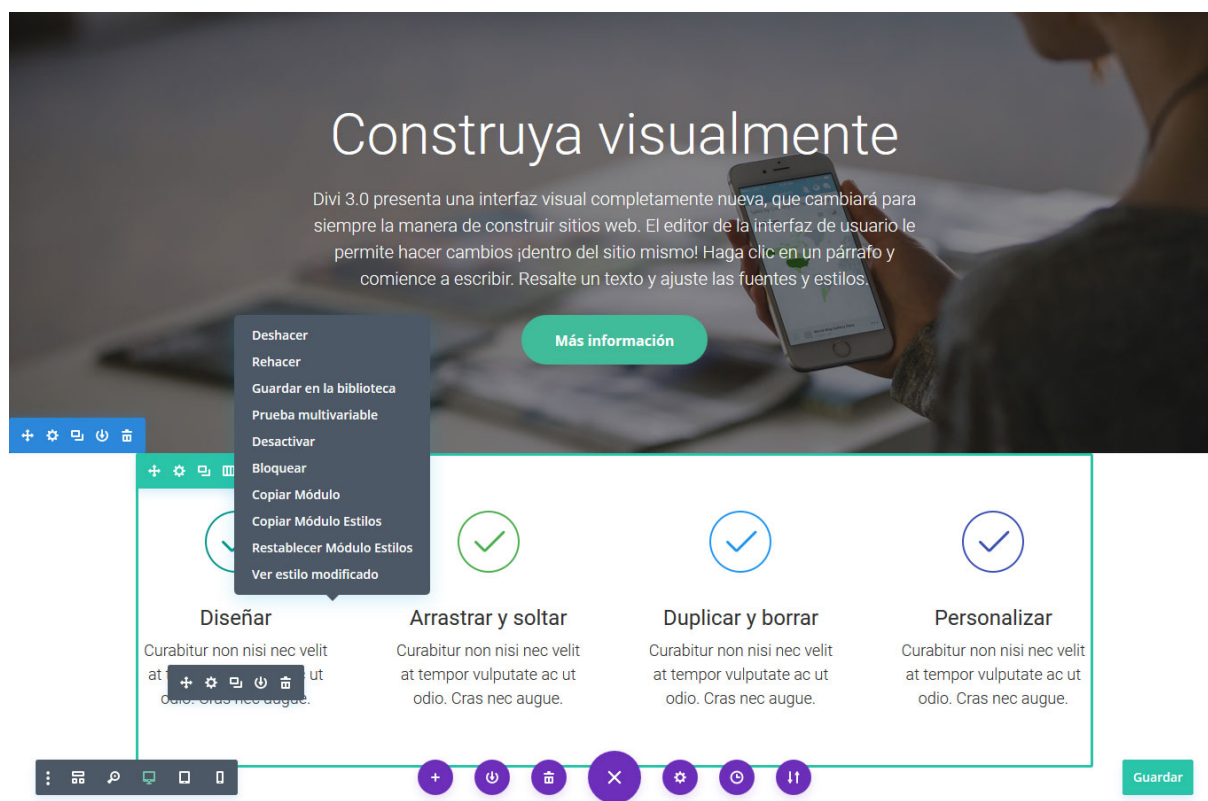 Construya visualmente
Divi 3.0 presenta una interfaz visual completamente nueva, que cambiará para
siempre la manera de construir sitios web. El editor de la interfaz de usuario le
permite hacer cambios ¡dentro del sitio mismo! Haga clic en un párrafo y
comience a escribir. Resalte un texto y ajuste las fuentes y estilos.
Más información
Deshacer
Rehacer
Guardar en la biblioteca
Prueba multivariable
Desactivar
Bloquear
Copiar Módulo
Copiar Módulo Estilos
Restablecer Módulo Estilos
Ver estilo modificado
Diseñar
Curabitur non nisi nec velit
at ut
odio. Cras nec augue.
Arrastrar y soltar
Curabitur non nisi nec velit
at tempor vulputate ac ut
odio. Cras nec augue.
Duplicar y borrar
Curabitur non nisi nec velit
at tempor vulputate ac ut
odio. Cras nec augue.
Personalizar
Curabitur non nisi nec velit
at tempor vulputate ac ut
odio. Cras nec augue.
Guardar